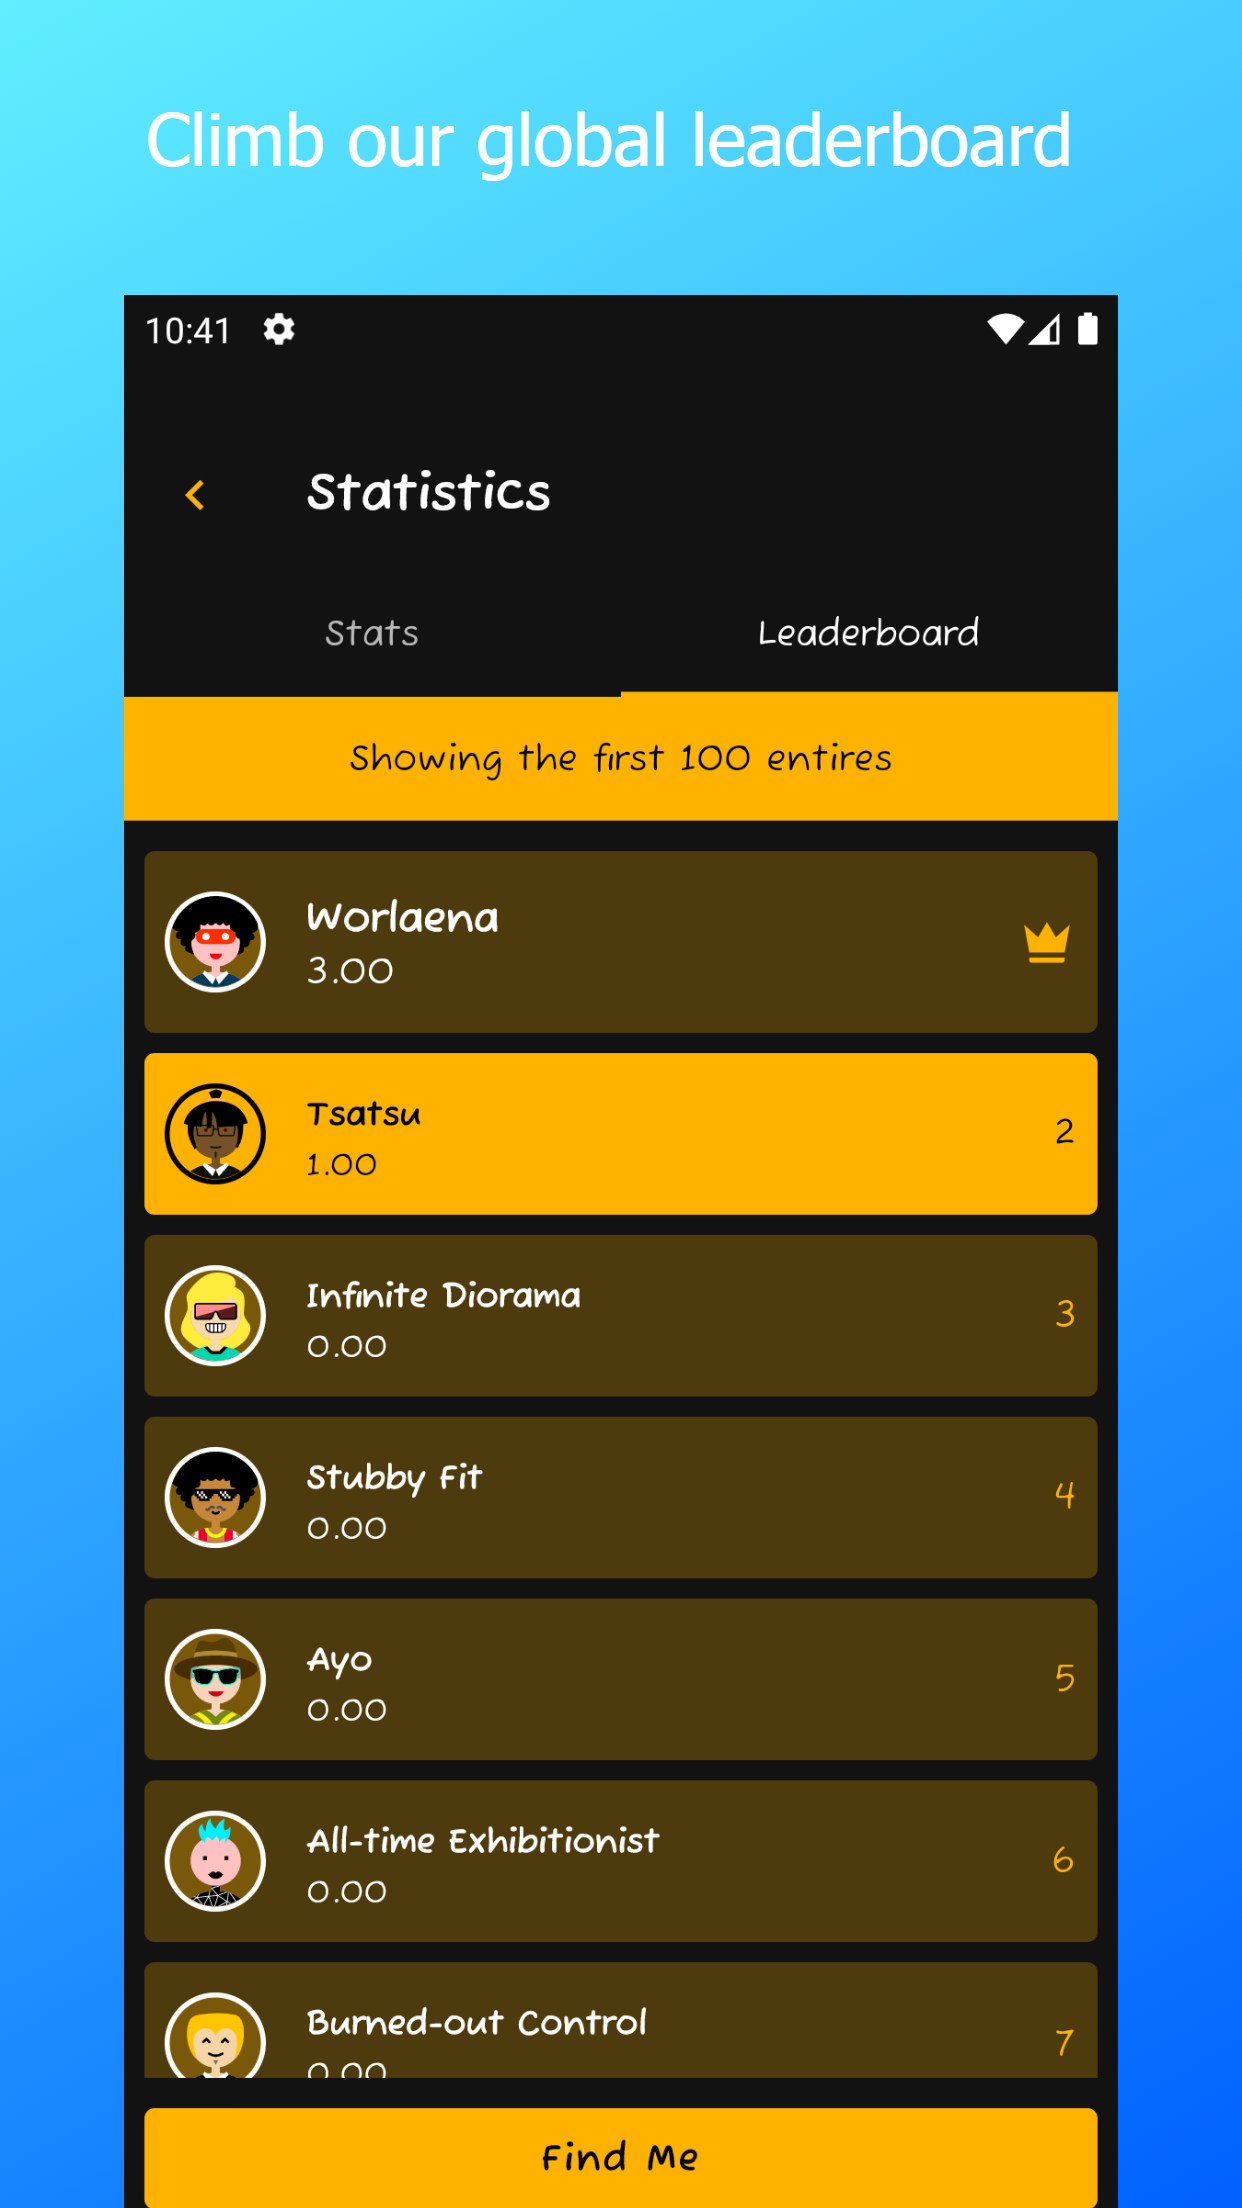 Climb our global leaderboard
10:41
Statistics
Stats
Leaderboard
Showing the first 100 entires
Worlaena
3.00
Tsatsu
1.00
2
Infinite Diorama
0.00
3
Stubby Fit
0.00
4
Ayo
0.00
5
All-time Exhibitionist
0.00
6
Burned-out Control
0.00
7
Find Me